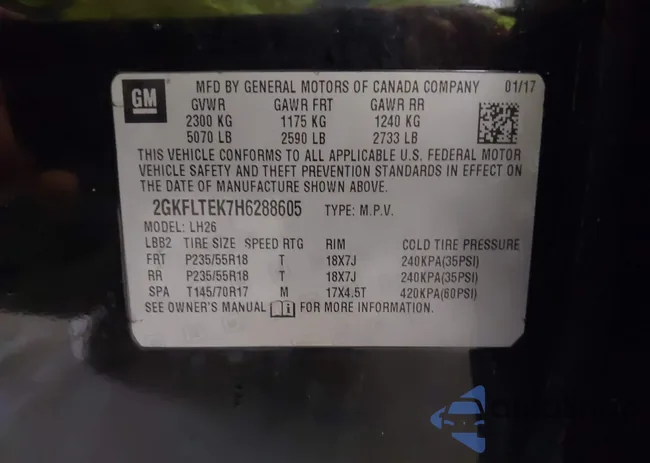 GM
MFD BY GENERAL MOTORS OF CANADA COMPANY 01/17
GVWR GAWR FRT GAWR RR
2300 KG 1175 KG 1240 KG
5070 LB 2590 LB 2733 LB
THIS VEHICLE CONFORMS TO ALL APPLICABLE U.S. FEDERAL MOTOR
VEHICLE SAFETY AND THEFT PREVENTION STANDARDS IN EFFECT ON
THE DATE OF MANUFACTURE SHOWN ABOVE.
2GKFLTEK7H6288605 TYPE: M.P.V.
MODEL: LH26
LBB2 TIRE SIZE SPEED RTG RIM COLD TIRE PRESSURE
FRT P235/55R18 T 18X7J 240KPA(35PSI)
RR P235/55R18 T 18X7J 240KPA(35PSI)
SPA T145/70R17 M 17X4.5T 420KPA(60PSI)
SEE OWNER'S MANUAL FOR MORE INFORMATION.